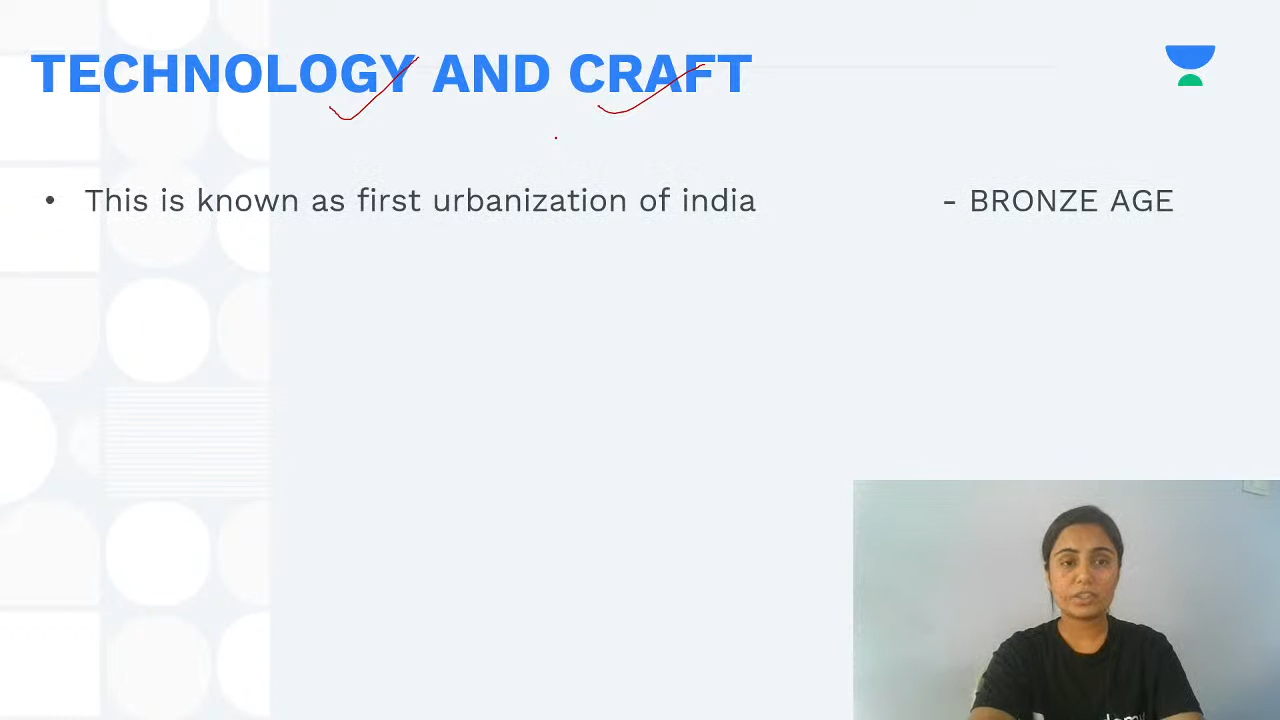 TECHNOLOGY AND CRAFT
• This is known as first urbanization of india - BRONZE AGE